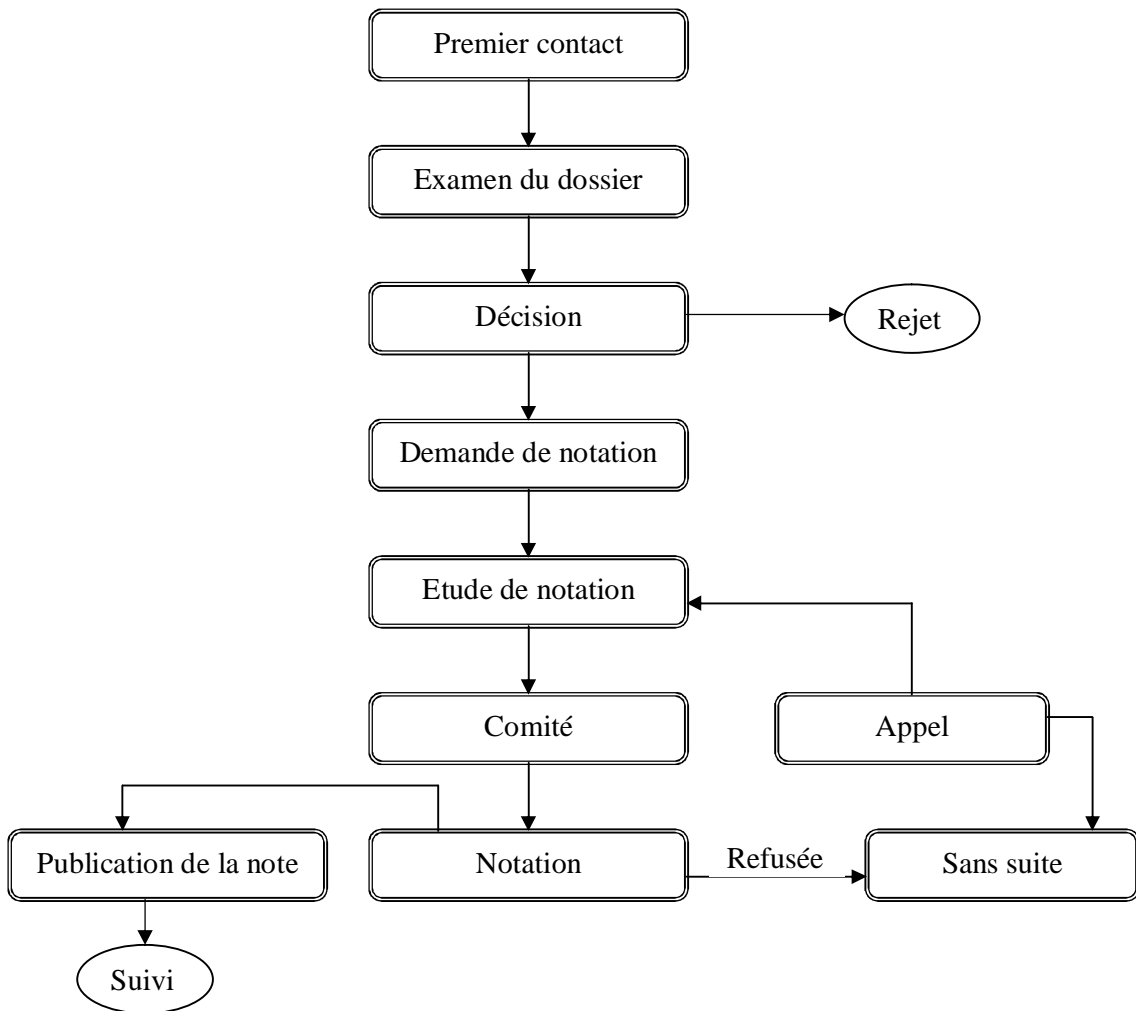 Premier contact
Examen du dossier
Décision
Rejet
Demande de notation
Etude de notation
Comité
Appel
Publication de la note
Notation
Refusée
Sans suite
Suivi